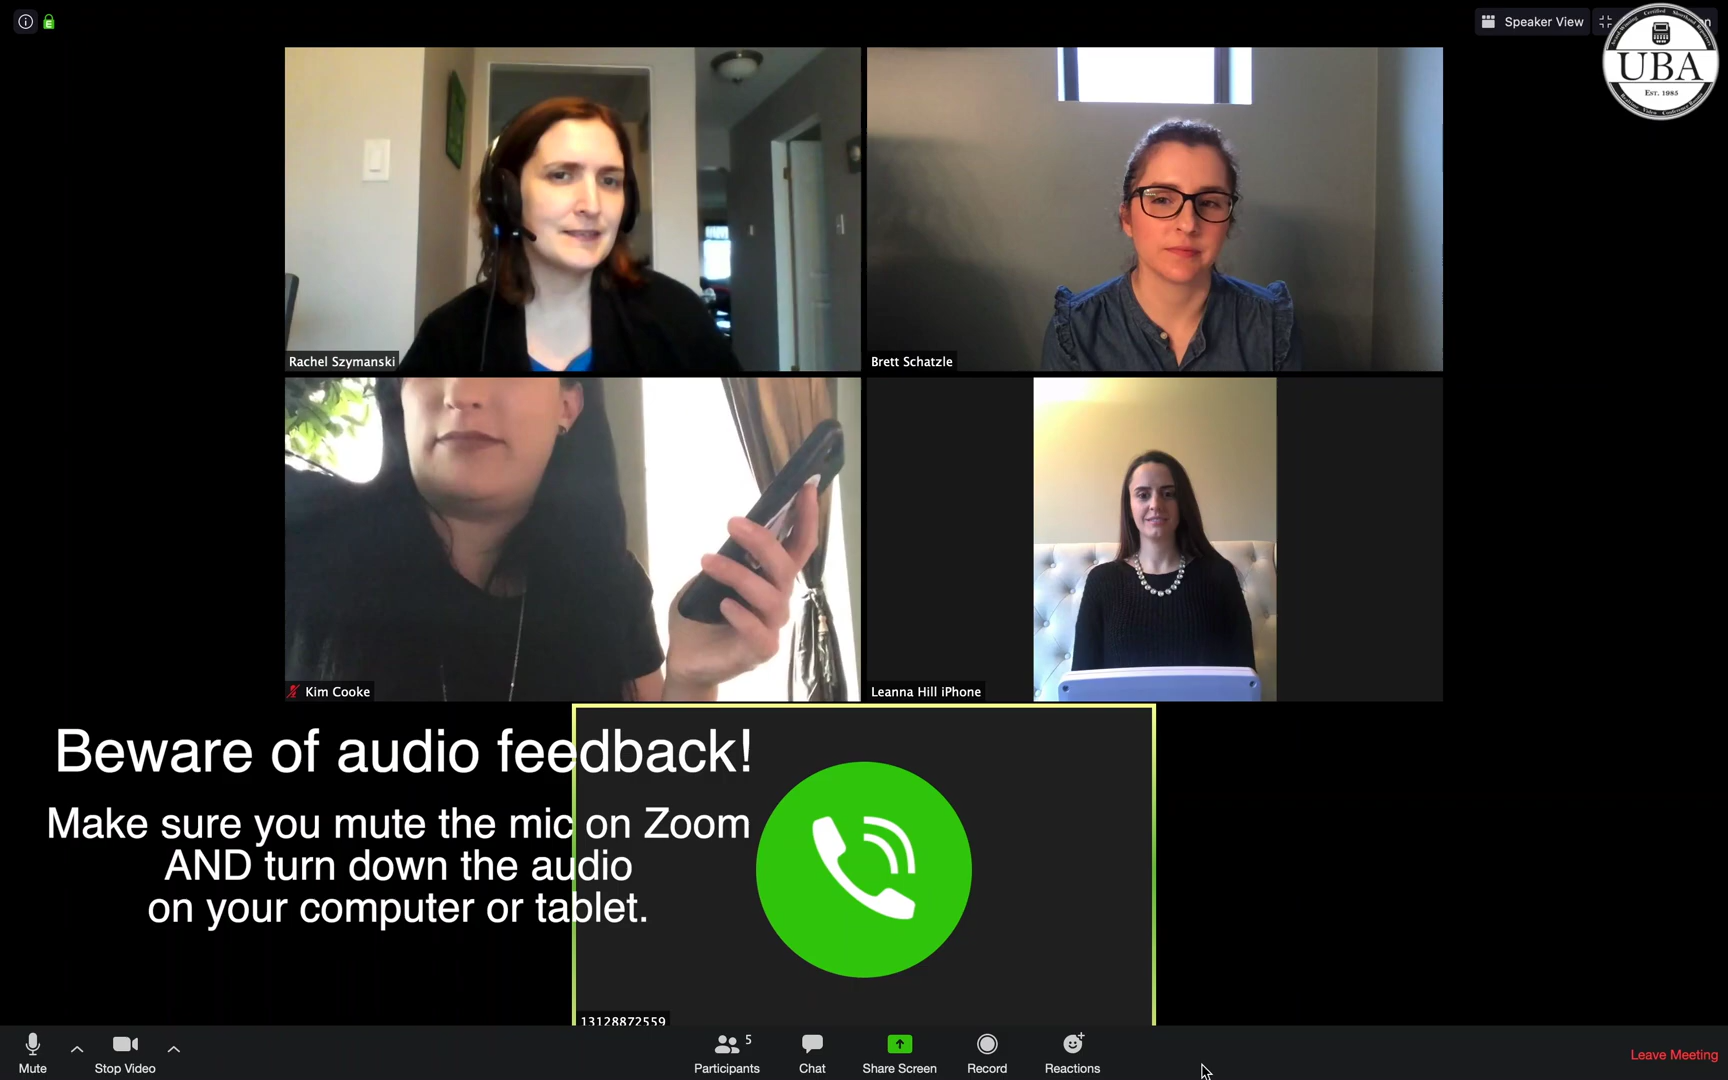 Speaker View
UBA
EST. 1985
Rachel Szymanski
Brett Schatzle
Kim Cooke
Leanna Hill iPhone
Beware of audio feedback!
Make sure you mute the mic on Zoom
AND turn down the audio
on your computer or tablet.
13128872559
Mute
Stop Video
5
Participants
Chat
Share Screen
Record
Reactions
Leave Meeting